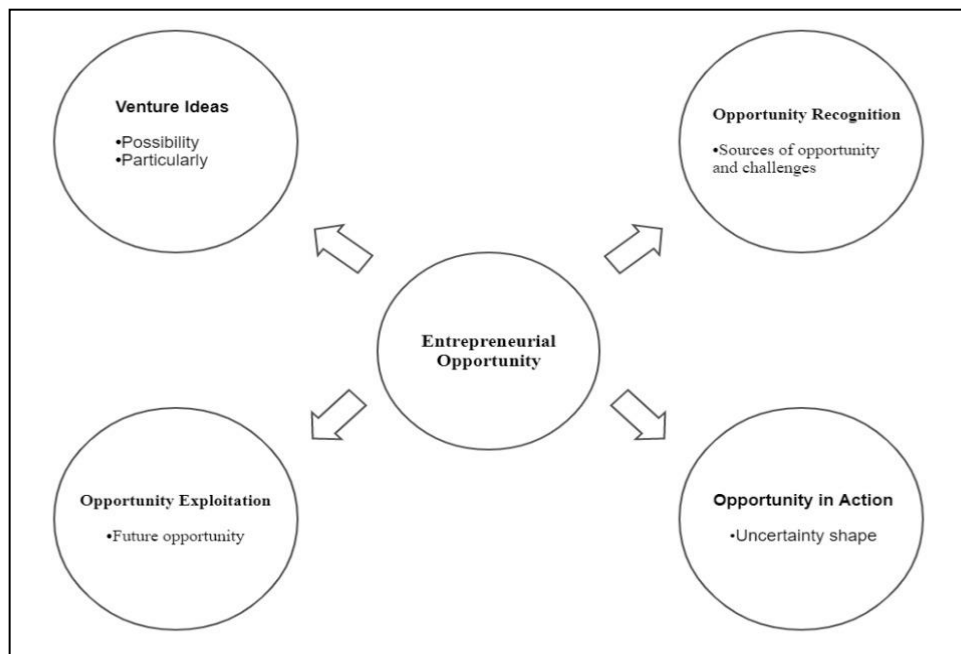 Venture Ideas
•Possibility
•Particularly
Opportunity Recognition
•Sources of opportunity
and challenges
Entrepreneurial
Opportunity
Opportunity Exploitation
•Future opportunity
Opportunity in Action
•Uncertainty shape